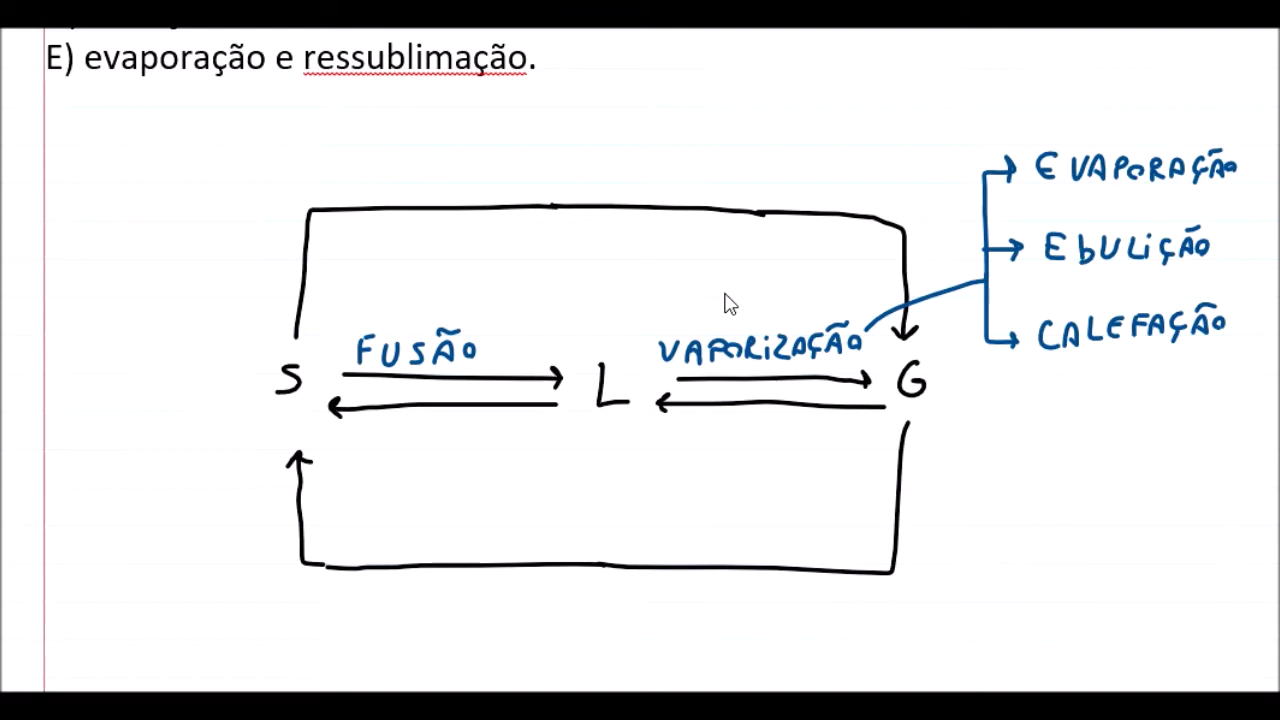 E) evaporação e ressublimação.
EVAPORAÇÃO
EbULiÇÃO
CALEFAÇÃO
FUSÃO
VAPORiZAÇÃO
S
L
G